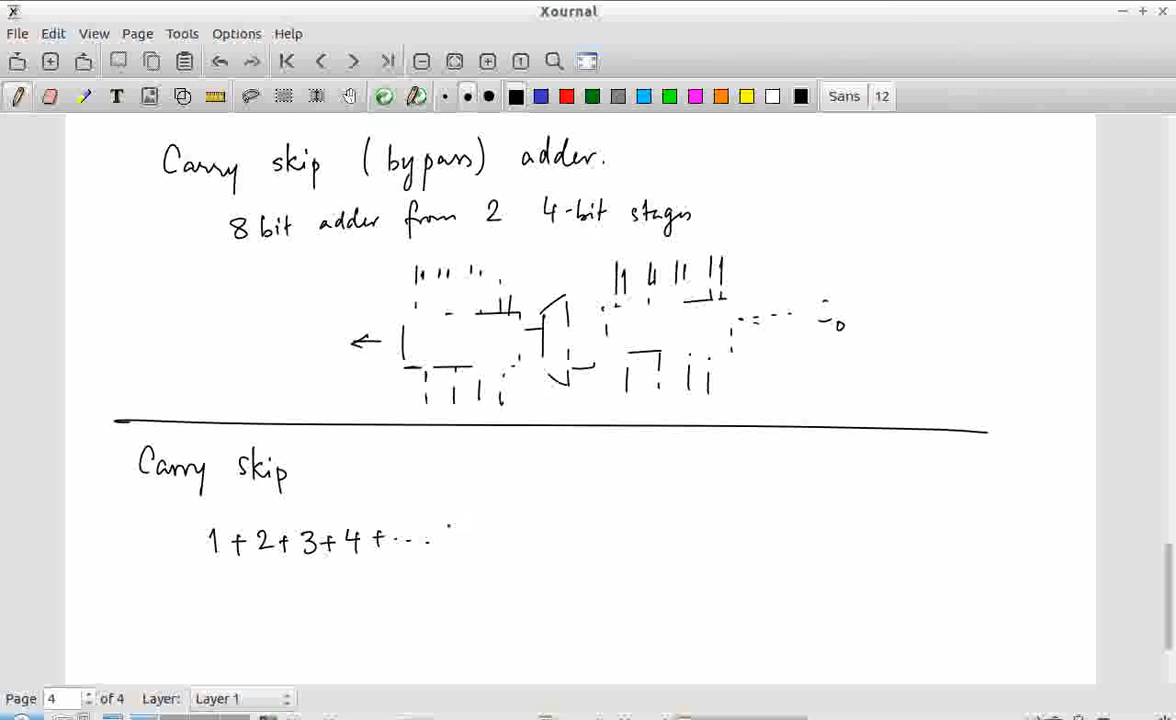 Xournal
File Edit View Page Tools Options Help
Sans 12
Carry skip (bypass) adder.
8 bit adder from 2 4-bit stages
0
Carry skip
1 + 2 + 3 + 4 + ...
Page 4 of 4 Layer: Layer 1